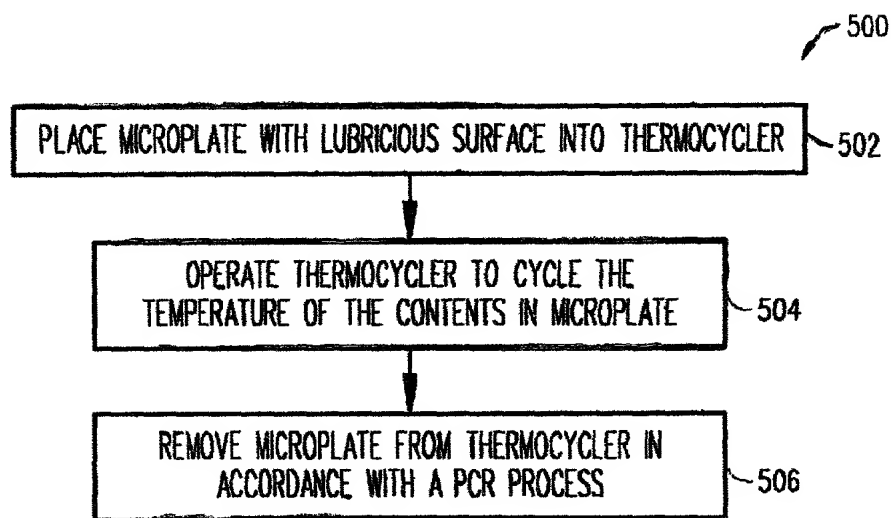 500
PLACE MICROPLATE WITH LUBRICIOUS SURFACE INTO THERMOCYCLER
502
OPERATE THERMOCYCLER TO CYCLE THE
TEMPERATURE OF THE CONTENTS IN MICROPLATE
504
REMOVE MICROPLATE FROM THERMOCYCLER IN
ACCORDANCE WITH A PCR PROCESS
506